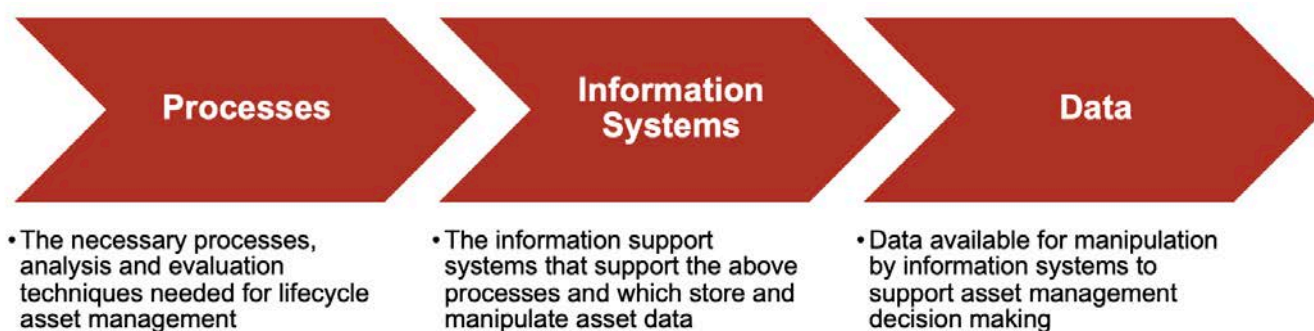 Processes
Information
Systems
Data
• The necessary processes,
analysis and evaluation
techniques needed for lifecycle
asset management
• The information support
systems that support the above
processes and which store and
manipulate asset data
• Data available for manipulation
by information systems to
support asset management
decision making